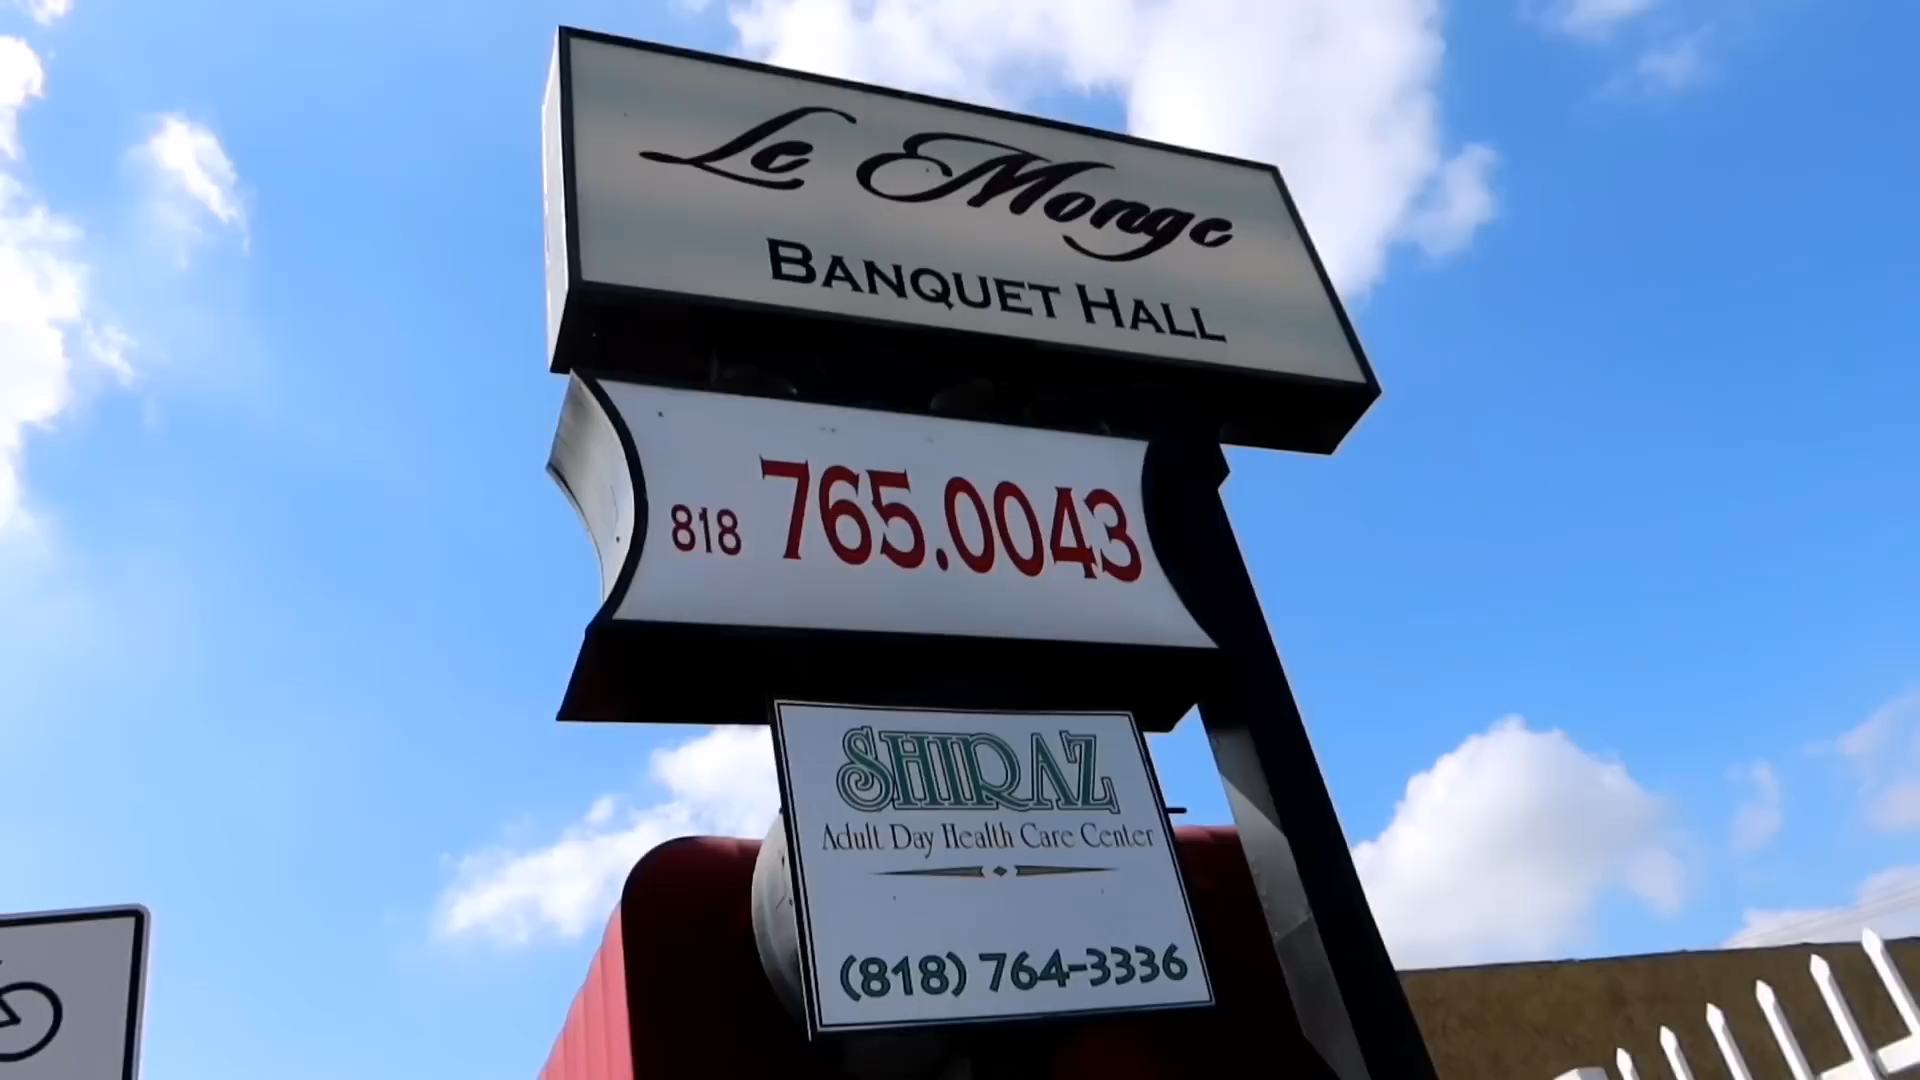 Le Monge
BANQUET HALL
818 765.0043
SHIRAZ
Adult Day Health Care Center
(818) 764-3336